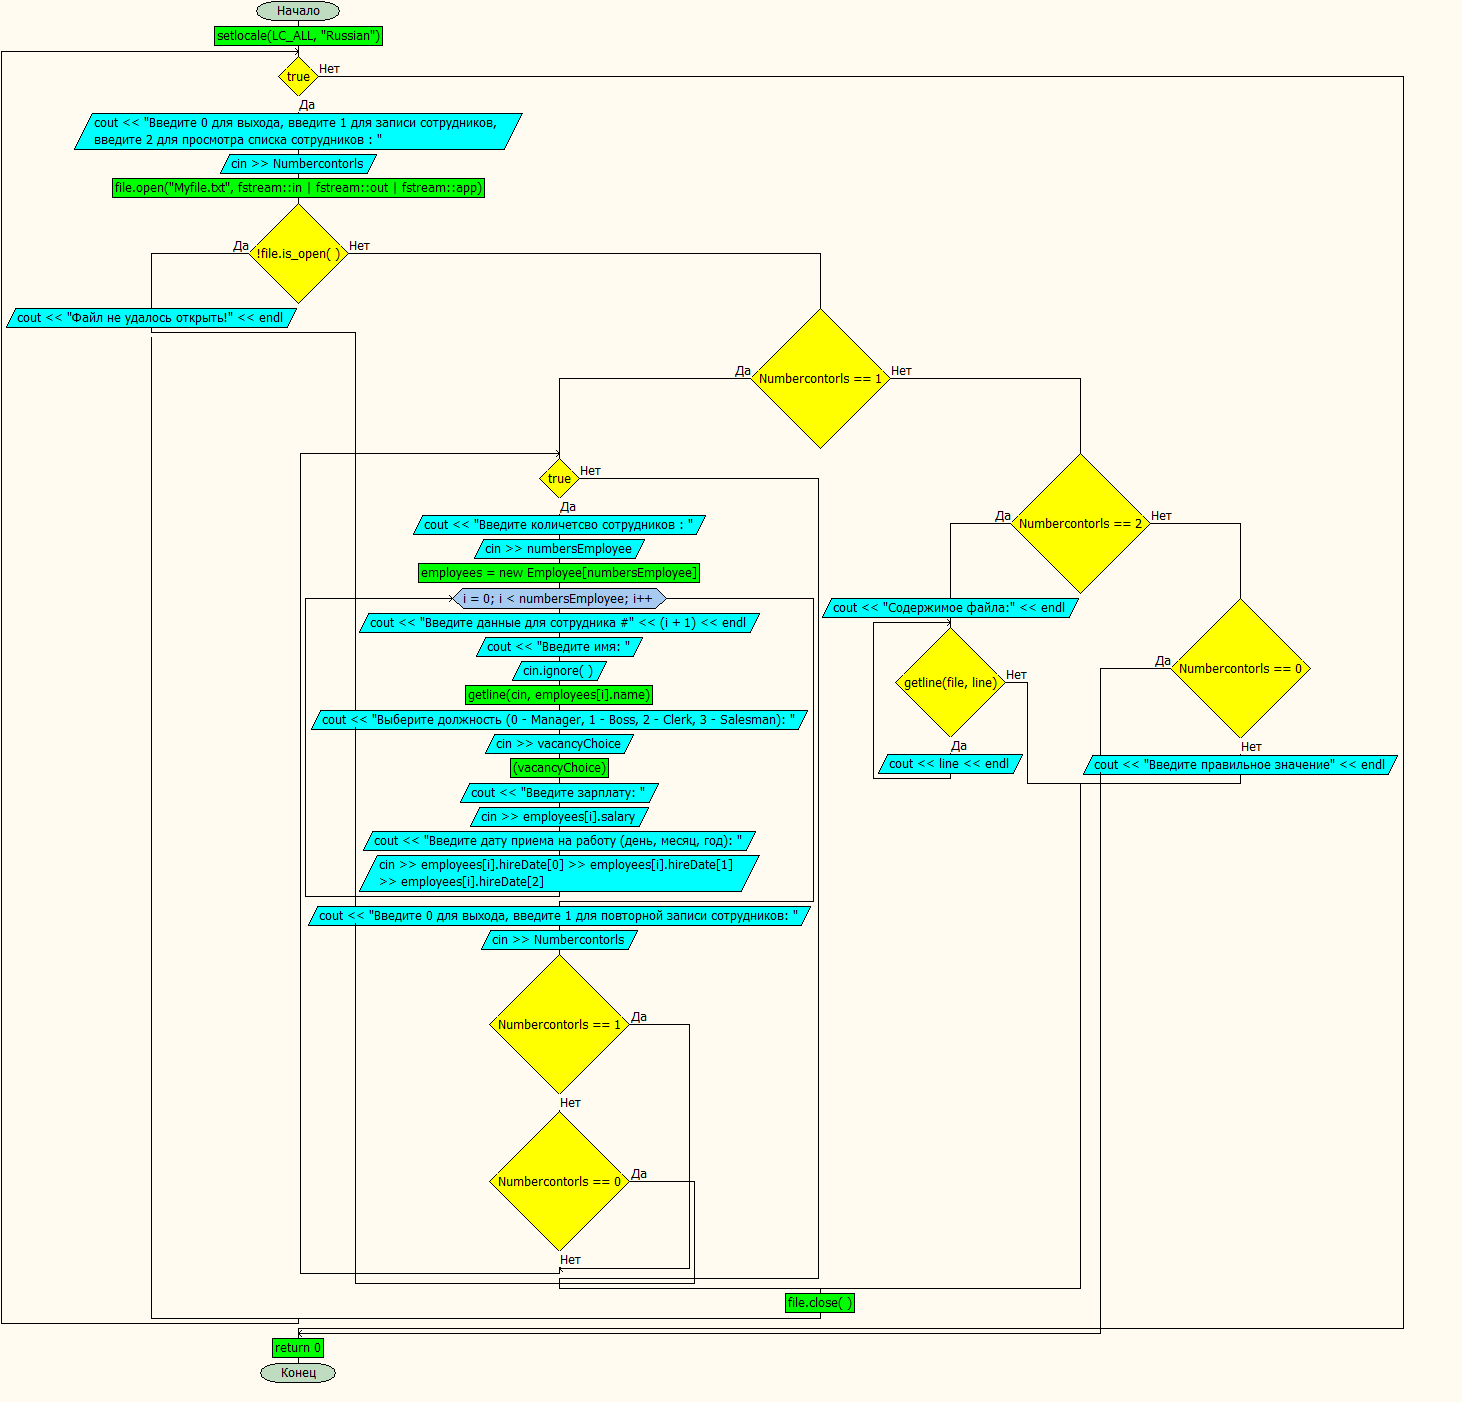 Начало
setlocale(LC_ALL, "Russian")
true
Нет
Да
cout << "Введите 0 для выхода, введите 1 для записи сотрудников,
введите 2 для просмотра списка сотрудников : "
cin >> Numbercontorls
file.open("Myfile.txt", fstream::in | fstream::out | fstream::app)
Да
!file.is_open( )
Нет
cout << "Файл не удалось открыть!" << endl
Да
Numbercontorls == 1
Нет
true
Нет
Да
cout << "Введите количетсво сотрудников : "
cin >> numbersEmployee
employees = new Employee[numbersEmployee]
i = 0; i < numbersEmployee; i++
cout << "Введите данные для сотрудника #" << (i + 1) << endl
cout << "Введите имя: "
cin.ignore( )
getline(cin, employees[i].name)
cout << "Выберите должность (0 - Manager, 1 - Boss, 2 - Clerk, 3 - Salesman): "
cin >> vacancyChoice
(vacancyChoice)
cout << "Введите зарплату: "
cin >> employees[i].salary
cout << "Введите дату приема на работу (день, месяц, год): "
cin >> employees[i].hireDate[0] >> employees[i].hireDate[1]
>> employees[i].hireDate[2]
cout << "Введите 0 для выхода, введите 1 для повторной записи сотрудников: "
cin >> Numbercontorls
Numbercontorls == 1
Да
Нет
Numbercontorls == 0
Да
Нет
Да
Numbercontorls == 2
Нет
cout << "Содержимое файла:" << endl
getline(file, line)
Нет
Да
cout << line << endl
Да
Numbercontorls == 0
Нет
cout << "Введите правильное значение" << endl
file.close( )
return 0
Конец